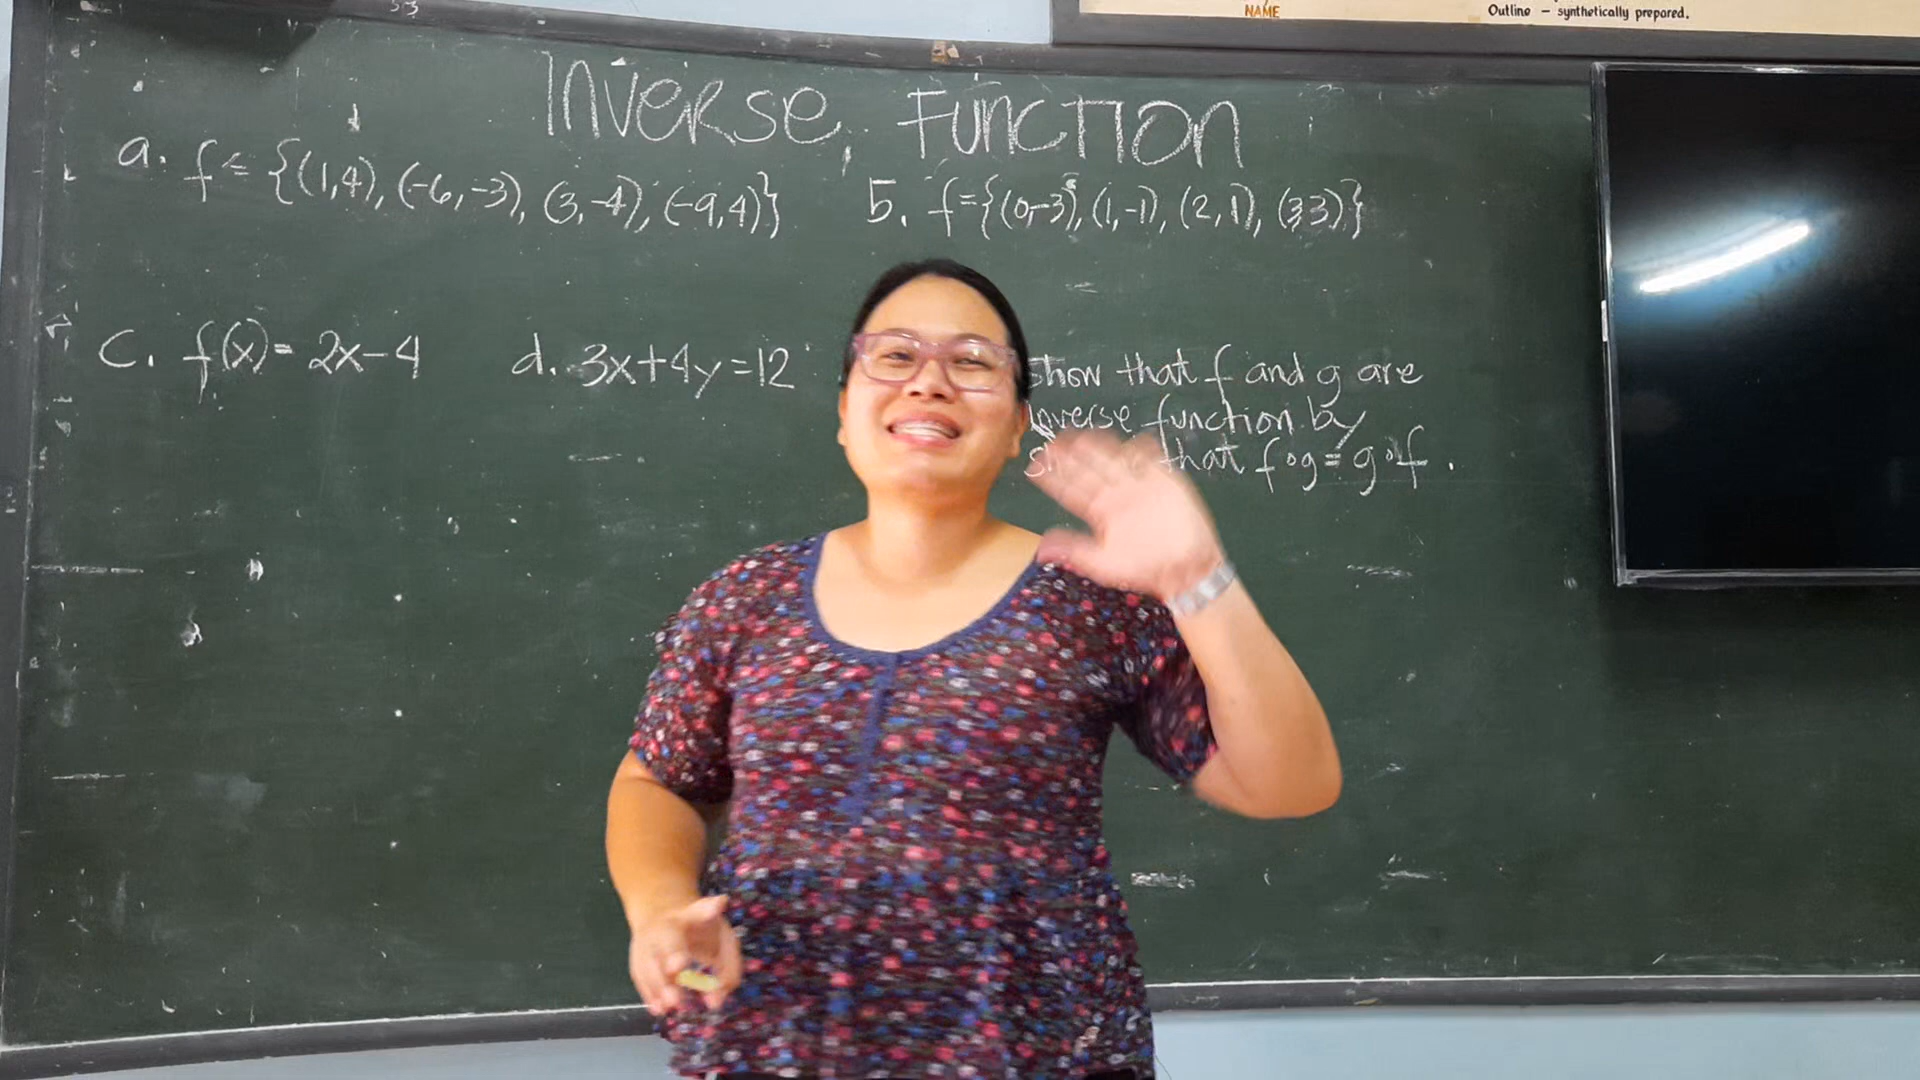 NAME
Outline – synthetically prepared.
Inverse Function
a. f = {(1,4), (-6,-3), (3,-4), (-9,4)}
5. f={(0,-3), (1,-1), (2,1), (3,3)}
c. f(x) = 2x-4
d. 3x+4y=12
Show that f and g are
Inverse function by
that f∘g = g∘f.